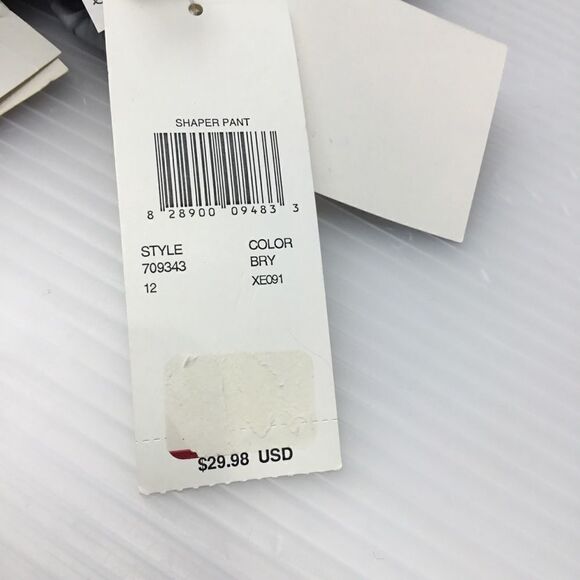 SHAPER PANT
8 28900 09483 3
STYLE COLOR
709343 BRY
12 XE091
$29.98 USD